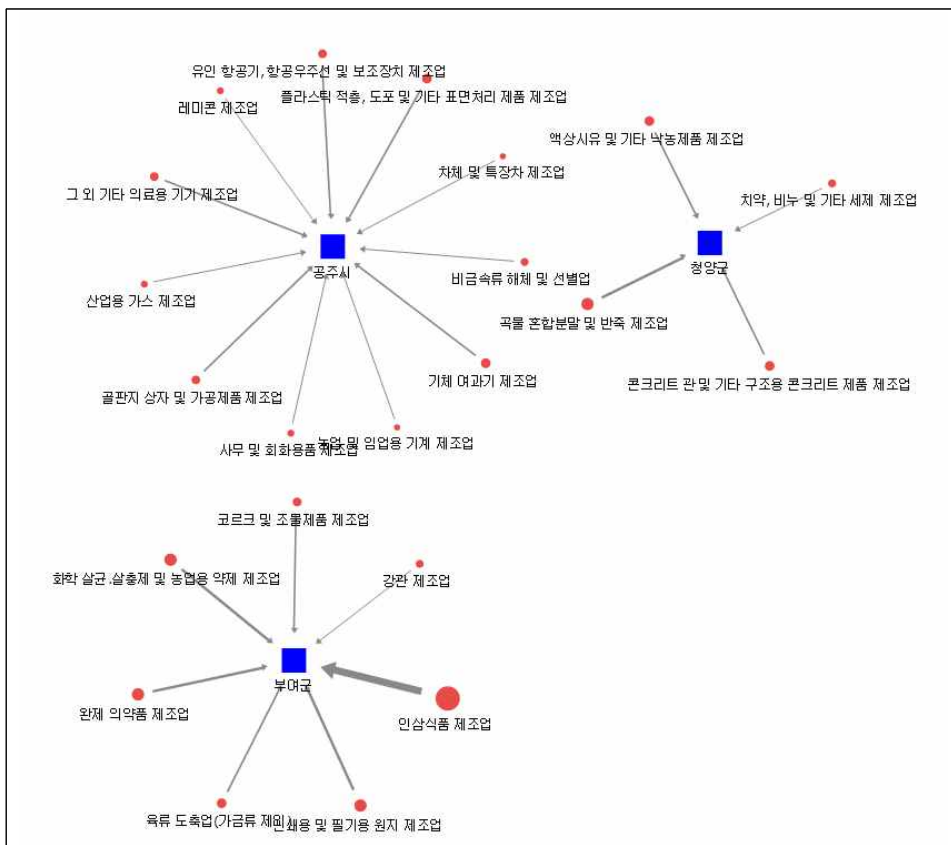 유인 항공기, 항공우주선 및 보조장치 제조업
플라스틱 적층, 도포 및 기타 표면처리 제품 제조업
레미콘 제조업
액상시유 및 기타 낙농제품 제조업
차체 및 특장차 제조업
그 외 기타 의료용 기기 제조업
치약, 비누 및 기타 세제 제조업
공주시
청양군
비금속류 해체 및 선별업
산업용 가스 제조업
곡물 혼합분말 및 반죽 제조업
기체 여과기 제조업
콘크리트 관 및 기타 구조용 콘크리트 제품 제조업
골판지 상자 및 가공제품 제조업
사무 및 회화용품 제조업
농업 및 임업용 기계 제조업
코르크 및 조물제품 제조업
화학 살균.살충제 및 농업용 약제 제조업
강관 제조업
부여군
완제 의약품 제조업
인삼식품 제조업
육류 도축업(가금류 제외)
인쇄용 및 필기용 원지 제조업